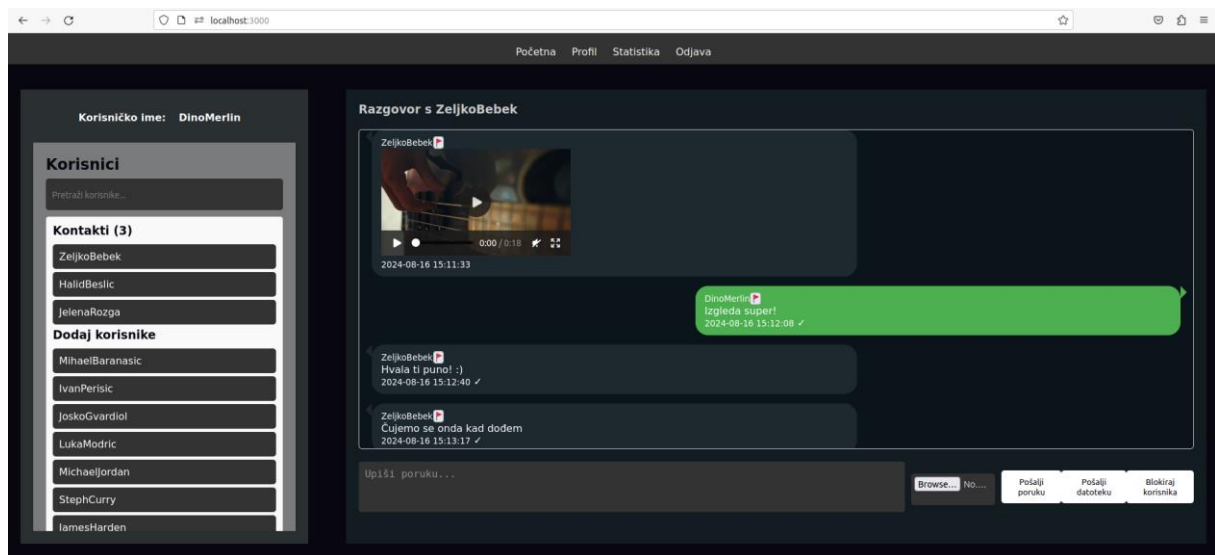 localhost:3000
Početna Profil Statistika Odjava
Korisničko ime: DinoMerlin
Korisnici
Pretraži korisnike...
Kontakti (3)
ZeljkoBebek
HalidBeslic
JelenaRozga
Dodaj korisnike
MihaelBaranasic
IvanPerisic
JoskoGvardiol
LukaModric
MichaelJordan
StephCurry
JamesHarden
Razgovor s ZeljkoBebek
ZeljkoBebek
0:00 / 0:18
2024-08-16 15:11:33
DinoMerlin
Izgleda super!
2024-08-16 15:12:08 ✓
ZeljkoBebek
Hvala ti puno! :)
2024-08-16 15:12:40 ✓
ZeljkoBebek
Čujemo se onda kad dođem
2024-08-16 15:13:17 ✓
Upiši poruku...
Browse... No....
Pošalji
poruku
Pošalji
datoteku
Blokiraj
korisnika